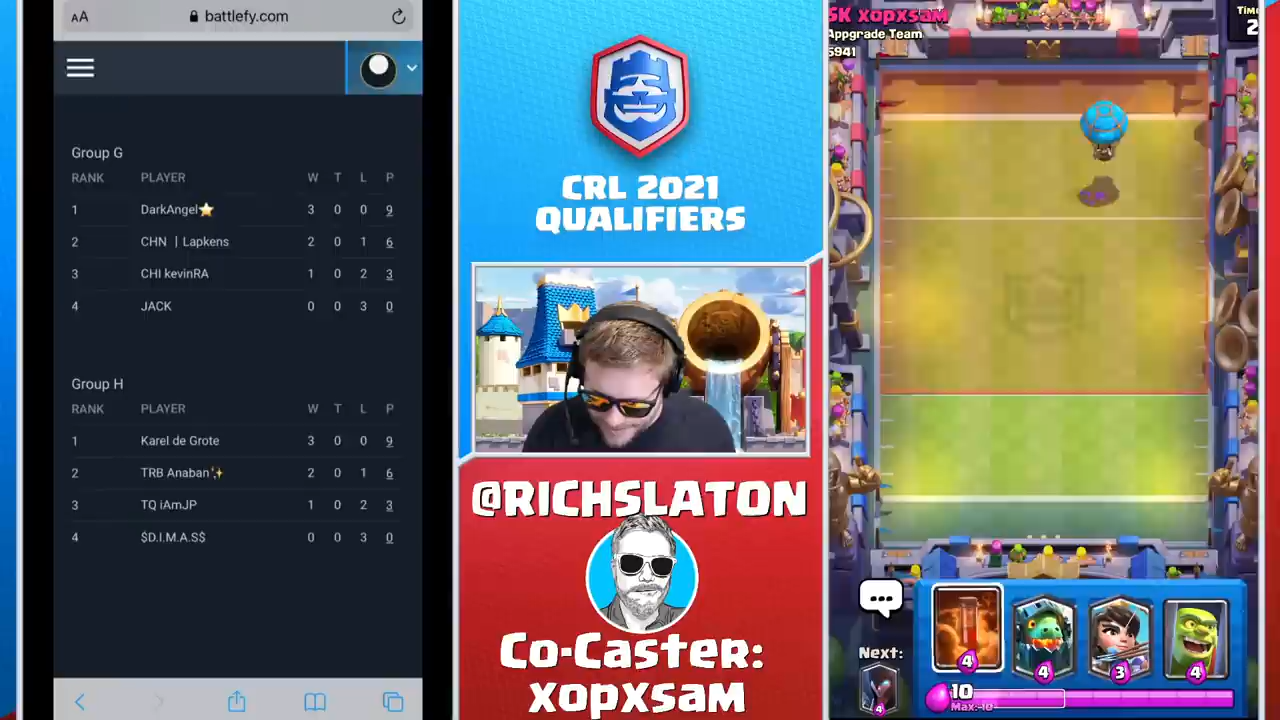 AA
battlefy.com
Group G
RANK PLAYER W T L P
1 DarkAngel⭐ 3 0 0 9
2 CHN | Lapkens 2 0 1 6
3 CHI kevinRA 1 0 2 3
4 JACK 0 0 3 0
Group H
RANK PLAYER W T L P
1 Karel de Grote 3 0 0 9
2 TRB Anaban✨ 2 0 1 6
3 TQ iAmJP 1 0 2 3
4 $D.I.M.A.S$ 0 0 3 0
CRL 2021
QUALIFIERS
@RICHSLATON
Co-Caster:
xopxsam
SK xopxsam
Appgrade Team
5941
2
4
4
3
4
Next:
4
10
Max: 10